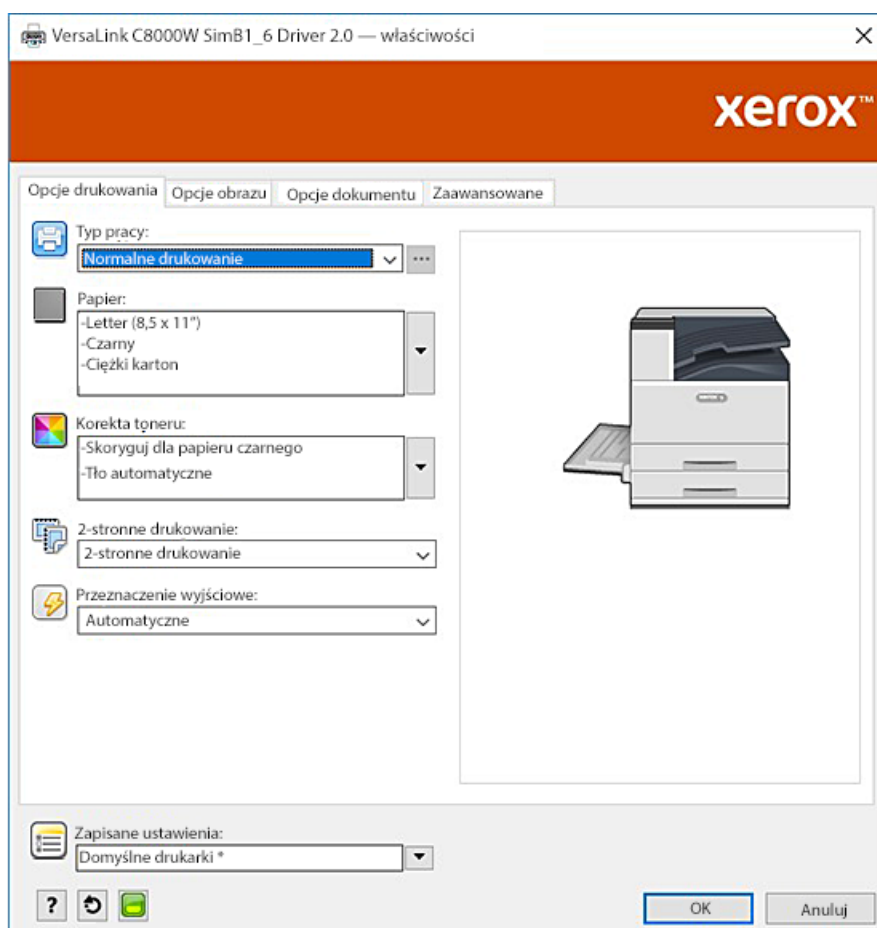 VersaLink C8000W SimB1_6 Driver 2.0 — właściwości
xerox™
Opcje drukowania
Opcje obrazu
Opcje dokumentu
Zaawansowane
Typ pracy:
Normalne drukowanie
Papier:
-Letter (8,5 x 11”)
-Czarny
-Ciężki karton
Korekta toneru:
-Skoryguj dla papieru czarnego
-Tło automatyczne
2-stronne drukowanie:
2-stronne drukowanie
Przeznaczenie wyjściowe:
Automatyczne
Zapisane ustawienia:
Domyślne drukarki *
?
OK
Anuluj